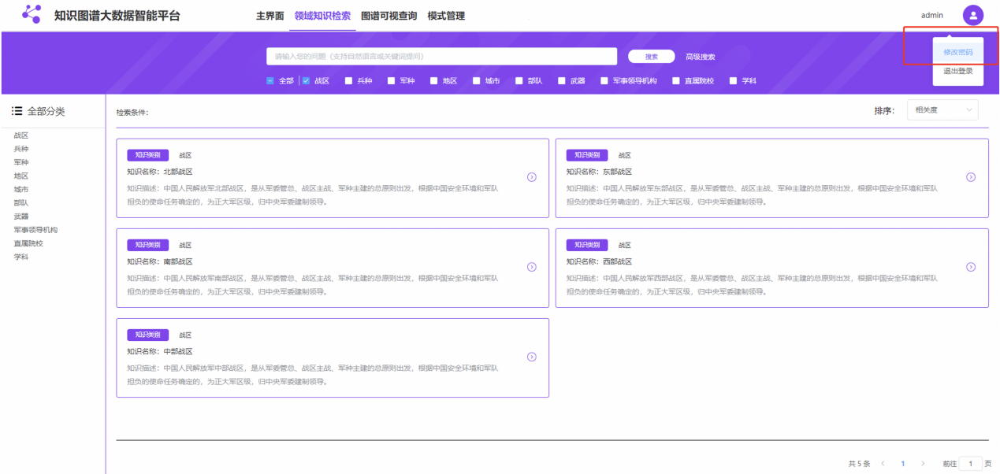 知识图谱大数据智能平台
主界面 领域知识检索 图谱可视查询 模式管理
admin
请输入您的问题（支持自然语言或关键词提问）
搜索 高级搜索
修改密码
退出登录
全部 战区 兵种 军种 地区 城市 部队 武器 军事领导机构 直属院校 学科
全部分类
战区
兵种
军种
地区
城市
部队
武器
军事领导机构
直属院校
学科
检索条件：
排序： 相关度
知识类别 战区
知识名称：北部战区
知识描述：中国人民解放军北部战区，是从军委管总、战区主战、军种主建的总原则出发，根据中国安全环境和军队
担负的使命任务确定的，为正大军区级，归中央军委建制领导。
知识类别 战区
知识名称：东部战区
知识描述：中国人民解放军东部战区，是从军委管总、战区主战、军种主建的总原则出发，根据中国安全环境和军队
担负的使命任务确定的，为正大军区级，归中央军委建制领导。
知识类别 战区
知识名称：南部战区
知识描述：中国人民解放军南部战区，是从军委管总、战区主战、军种主建的总原则出发，根据中国安全环境和军队
担负的使命任务确定的，为正大军区级，归中央军委建制领导。
知识类别 战区
知识名称：西部战区
知识描述：中国人民解放军西部战区，是从军委管总、战区主战、军种主建的总原则出发，根据中国安全环境和军队
担负的使命任务确定的，为正大军区级，归中央军委建制领导。
知识类别 战区
知识名称：中部战区
知识描述：中国人民解放军中部战区，是从军委管总、战区主战、军种主建的总原则出发，根据中国安全环境和军队
担负的使命任务确定的，为正大军区级，归中央军委建制领导。
共 5 条 1 前往 1 页